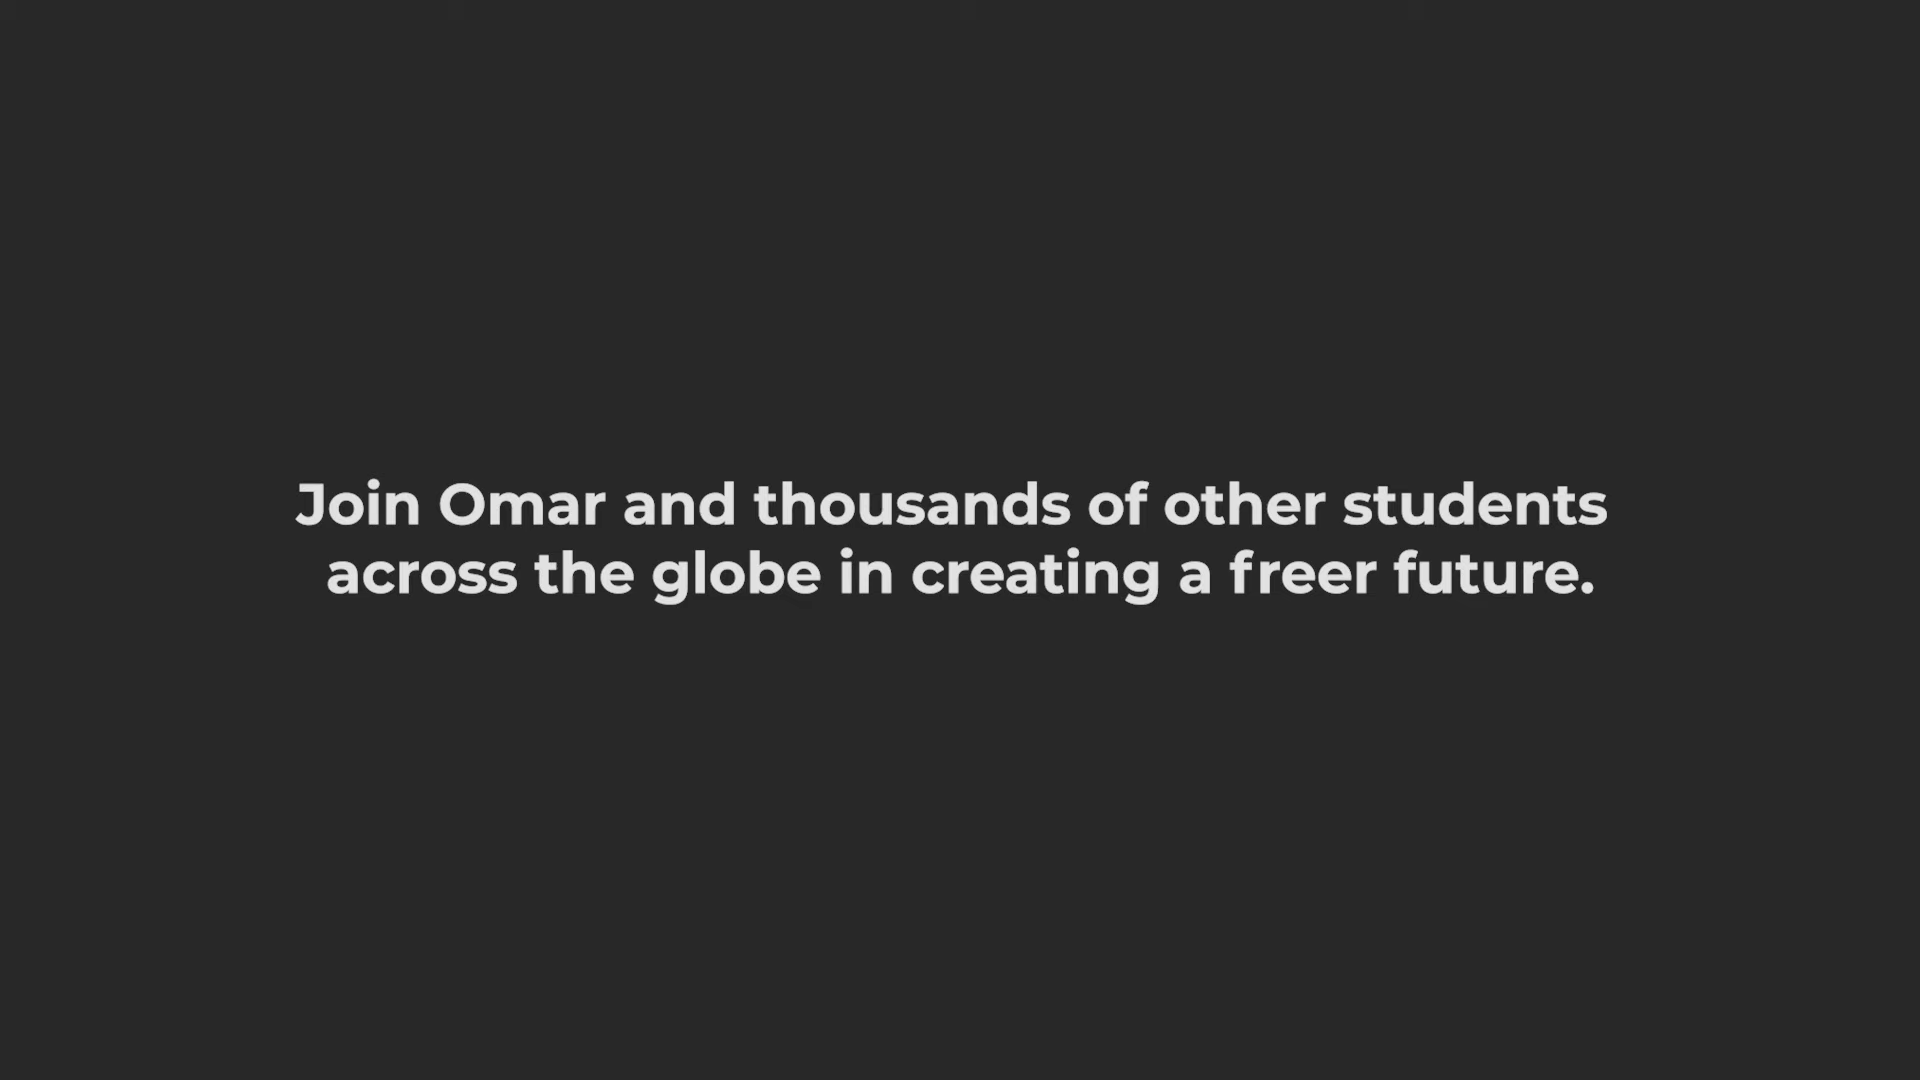 Join Omar and thousands of other students
across the globe in creating a freer future.